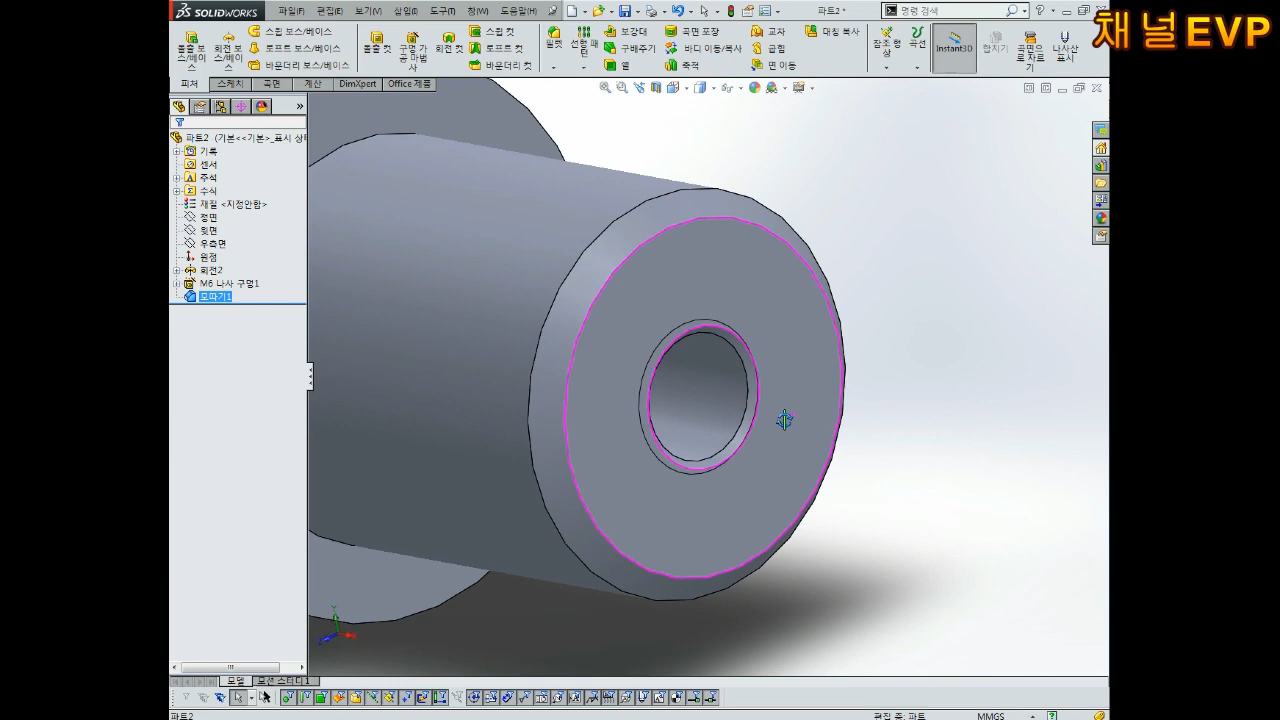 채널EVP
SOLIDWORKS 파일(F) 편집(E) 보기(V) 삽입(I) 도구(T) 창(W) 도움말(H) 파트2 * 명령 검색
돌출 보스/베이스
회전 보스/베이스
스윕 보스/베이스
로프트 보스/베이스
바운더리 보스/베이스
돌출 컷
구멍 가공 마법사
회전 컷
스윕 컷
로프트 컷
바운더리 컷
필렛
선형 패턴
보강대
구배주기
쉘
곡면 포장
바디 이동/복사
축척
교차
굽힘
면 이동
대칭 복사
참조 형상
곡선
Instant3D
합치기
곡면으로 자르기
나사산 표시
피처 스케치 곡면 계산 DimXpert Office 제품
파트2 (기본<<기본>_표시 상태
기록
센서
주석
수식
재질 <지정안함>
정면
윗면
우측면
원점
회전2
M6 나사 구멍1
모따기1
Y
모델 모션 스터디1
파트2 편집 중: 파트 MMGS